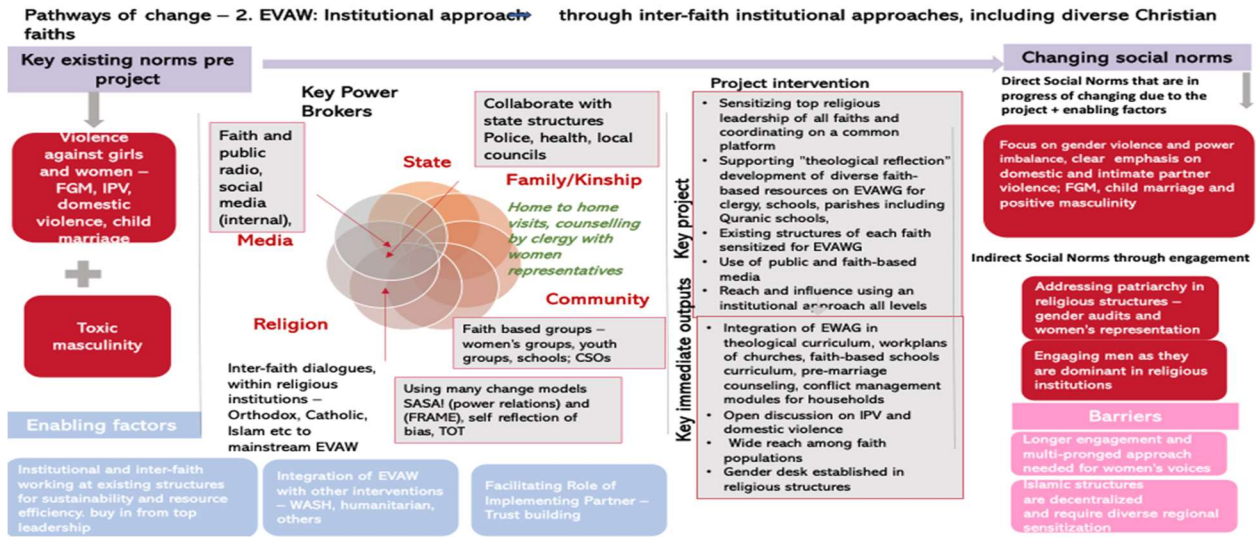 Pathways of change – 2. EVAW: Institutional approach through inter-faith institutional approaches, including diverse Christian
faiths
Key existing norms pre
project
Violence
against girls
and women –
FGM, IPV,
domestic
violence, child
marriage
Toxic
masculinity
Enabling factors
Institutional and inter-faith
working at existing structures
for sustainability and resource
efficiency. buy in from top
leadership
Key Power
Brokers
Faith and
public
radio,
social
media
(internal),
Media
State
Collaborate with
state structures
Police, health, local
councils
Family/Kinship
Home to home
visits, counselling
by clergy with
women
representatives
Community
Religion
Faith based groups –
women's groups, youth
groups, schools; CSOs
Inter-faith dialogues,
within religious
institutions –
Orthodox, Catholic,
Islam etc to
mainstream EVAW
Using many change models
SASA! (power relations) and
(FRAME), self reflection of
bias, TOT
Integration of EVAW
with other interventions
– WASH, humanitarian,
others
Facilitating Role of
Implementing Partner –
Trust building
Project intervention
Key project
• Sensitizing top religious
leadership of all faiths and
coordinating on a common
platform
• Supporting "theological reflection"
development of diverse faith-
based resources on EVAWG for
clergy, schools, parishes including
Quranic schools,
• Existing structures of each faith
sensitized for EVAWG
• Use of public and faith-based
media
• Reach and influence using an
institutional approach all levels
Key immediate outputs
• Integration of EWAG in
theological curriculum, workplans
of churches, faith-based schools
curriculum, pre-marriage
counseling, conflict management
modules for households
• Open discussion on IPV and
domestic violence
• Wide reach among faith
populations
• Gender desk established in
religious structures
Changing social norms
Direct Social Norms that are in
progress of changing due to the
project + enabling factors
Focus on gender violence and power
imbalance, clear emphasis on
domestic and intimate partner
violence; FGM, child marriage and
positive masculinity
Indirect Social Norms through engagement
Addressing patriarchy in
religious structures –
gender audits and
women's representation
Engaging men as they
are dominant in religious
institutions
Barriers
Longer engagement and
multi-pronged approach
needed for women's voices
Islamic structures
are decentralized
and require diverse regional
sensitization